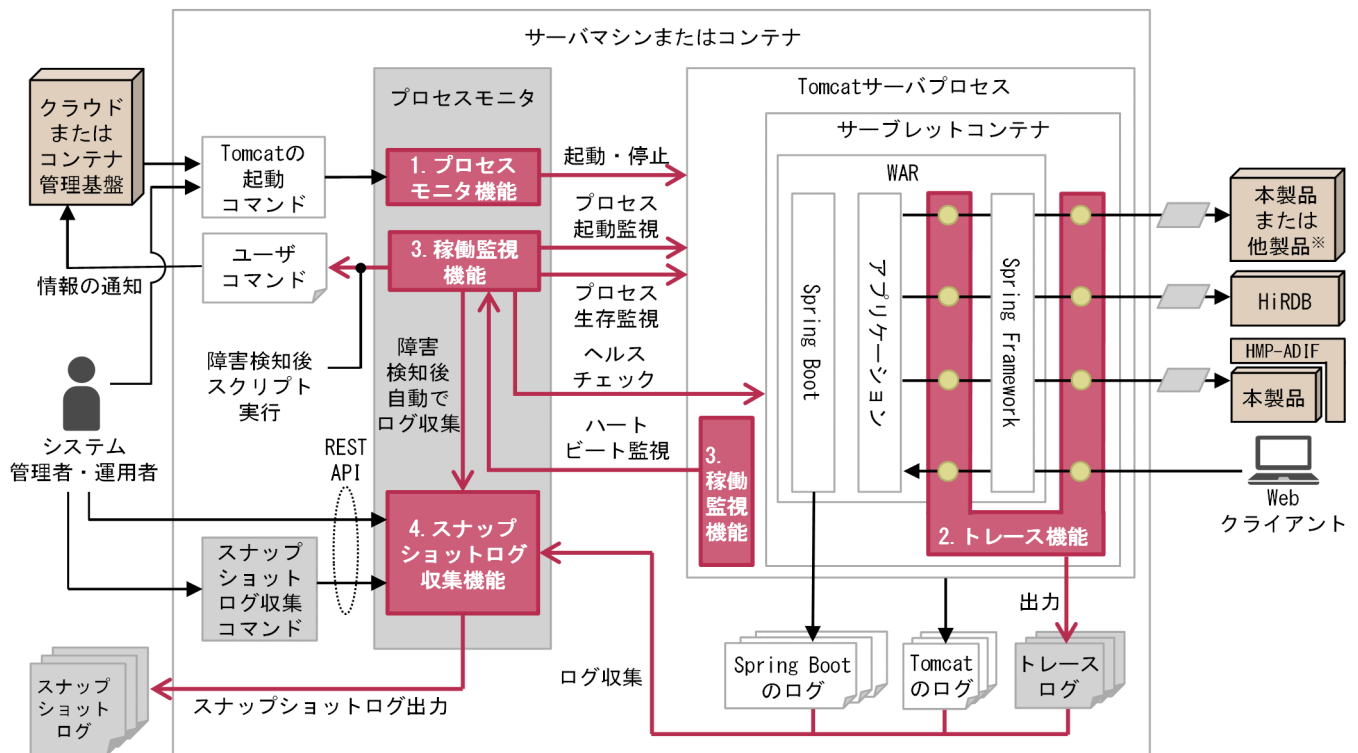 サーバマシンまたはコンテナ
クラウド
または
コンテナ
管理基盤
Tomcatの
起動
コマンド
プロセスモニタ
1. プロセス
モニタ機能
起動・停止
プロセス
起動監視
ユーザ
コマンド
3. 稼働監視
機能
プロセス
生存監視
情報の通知
障害検知後
スクリプト
実行
障害
検知後
自動で
ログ収集
ヘルス
チェック
ハート
ビート監視
システム
管理者・運用者
REST
API
4. スナップ
ショットログ
収集機能
スナップ
ショット
ログ収集
コマンド
スナップ
ショット
ログ
スナップショットログ出力
ログ収集
Tomcatサーバプロセス
サーブレットコンテナ
WAR
Spring Boot
アプリケーション
Spring Framework
3.
稼働
監視
機能
2. トレース機能
出力
Spring Boot
のログ
Tomcat
のログ
トレース
ログ
本製品
または
他製品※
HiRDB
HMP-ADIF
本製品
Web
クライアント